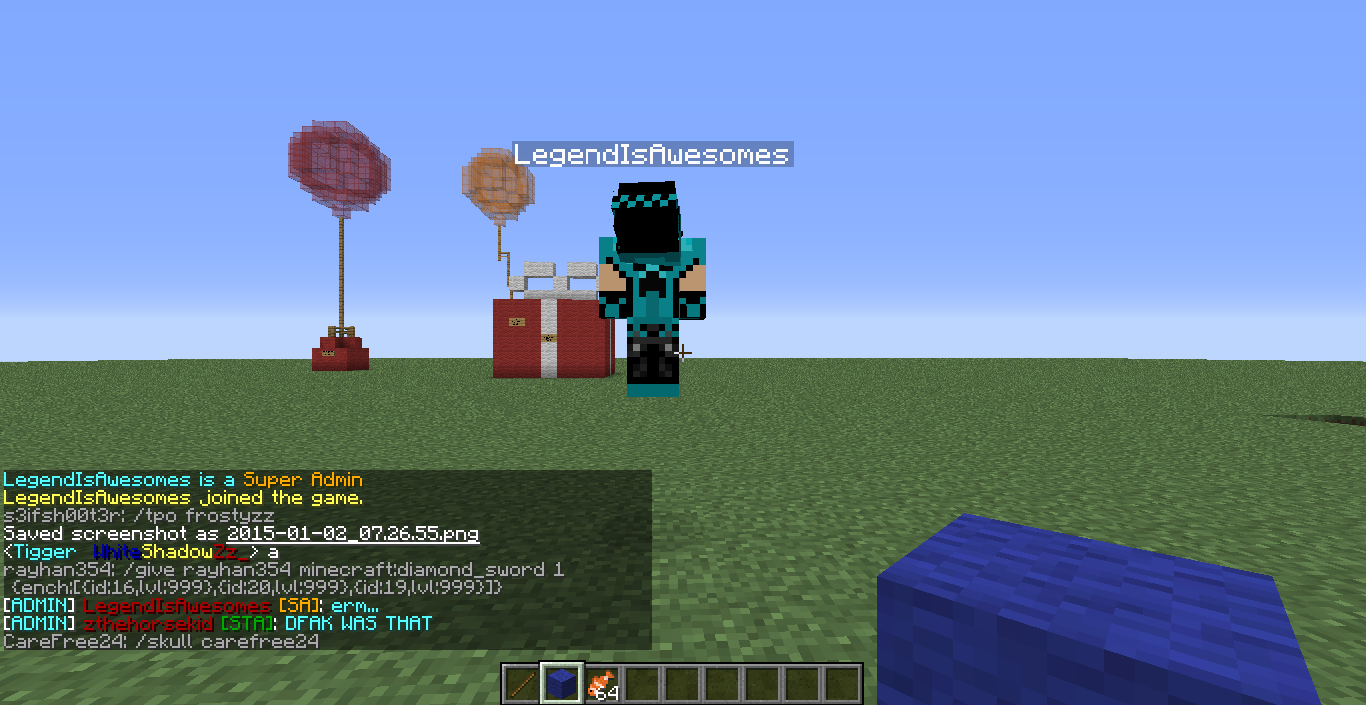 LegendIsAwesomes
LegendIsAwesomes is a Super Admin
LegendIsAwesomes joined the game.
s3ifsh00t3r: /tpo frostyzz
Saved screenshot as 2015-01-02_07.26.55.png
<Tigger_WhiteShadowZz_> a
rayhan354: /give rayhan354 minecraft:diamond_sword 1
{ench:[{id:16,lvl:999},{id:20,lvl:999},{id:19,lvl:999}]}
[ADMIN] LegendIsAwesomes [SA]: erm...
[ADMIN] zthehorsekid [STA]: DFAK WAS THAT
CareFree24: /skull carefree24
64